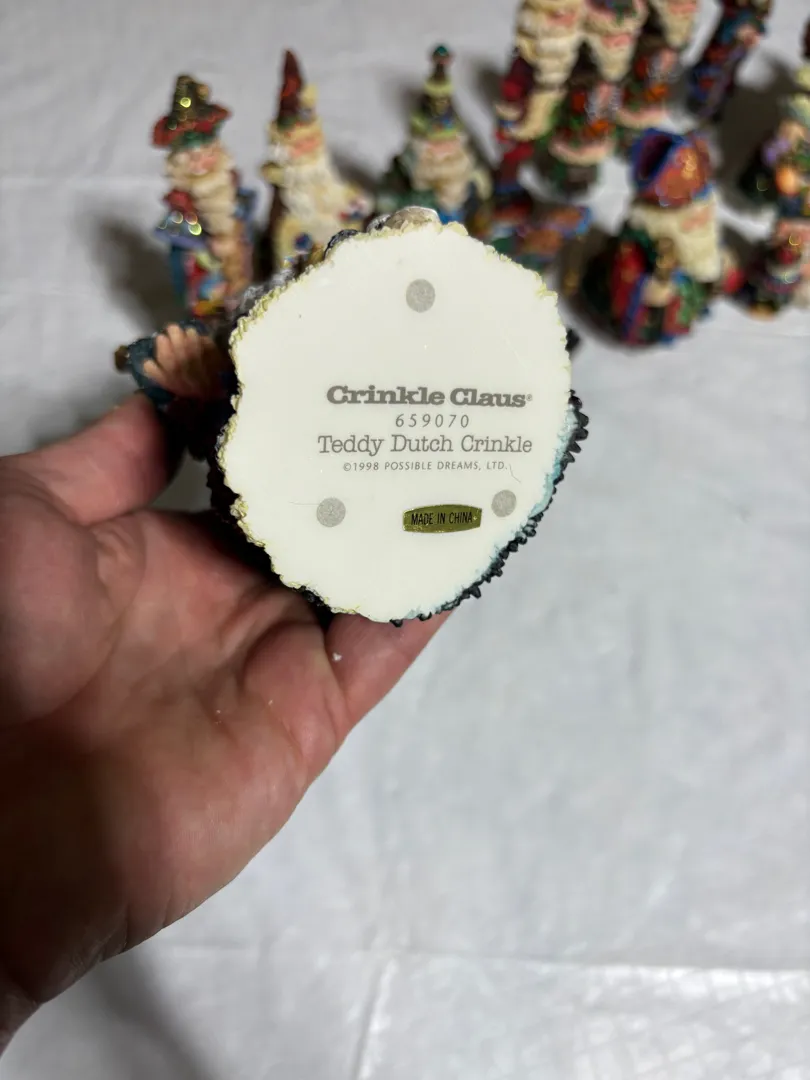 Crinkle Claus®
659070
Teddy Dutch Crinkle
©1998 POSSIBLE DREAMS, LTD.
MADE IN CHINA